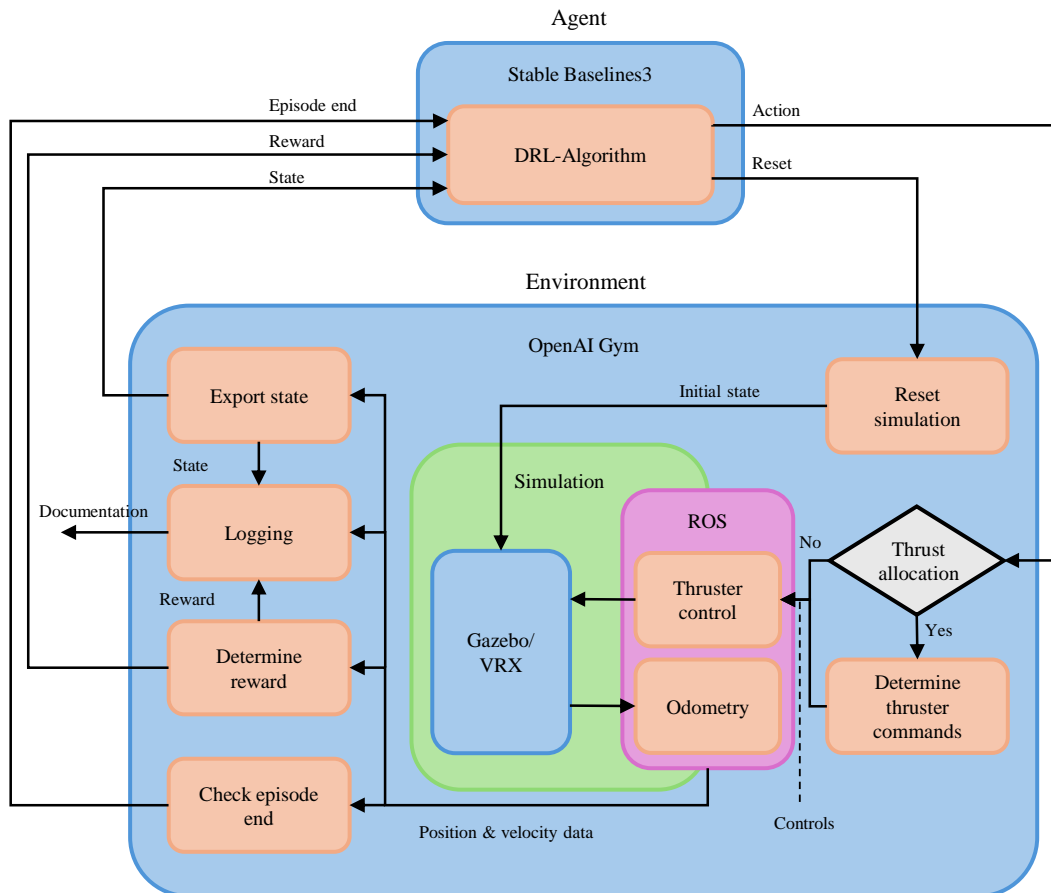 Agent
Stable Baselines3
Episode end
Action
Reward
DRL-Algorithm
Reset
State
Environment
OpenAI Gym
Export state
Initial state
Reset
simulation
State
Simulation
Documentation
Logging
ROS
No
Thrust
allocation
Reward
Thruster
control
Yes
Gazebo/
VRX
Determine
reward
Odometry
Determine
thruster
commands
Check episode
end
Position & velocity data
Controls